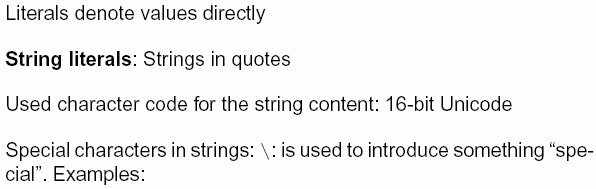 Literals denote values directly
String literals: Strings in quotes
Used character code for the string content: 16-bit Unicode
Special characters in strings: \: is used to introduce something “spe-
cial”. Examples: